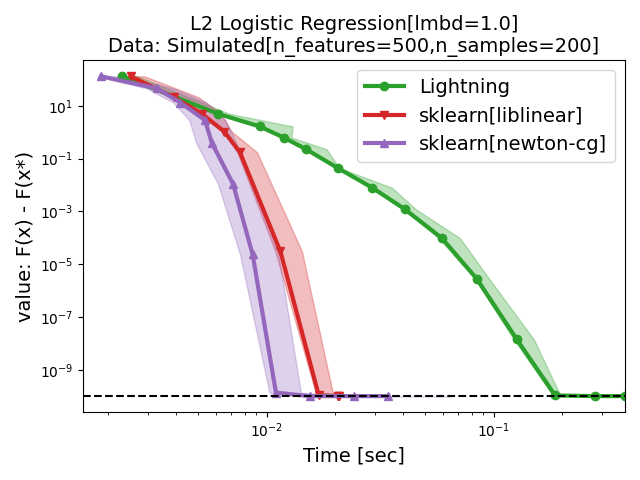 L2 Logistic Regression[lmbd=1.0]
Data: Simulated[n_features=500,n_samples=200]
value: F(x) - F(x*)
10¹
10⁻¹
10⁻³
10⁻⁵
10⁻⁷
10⁻⁹
Lightning
sklearn[liblinear]
sklearn[newton-cg]
10⁻²
10⁻¹
Time [sec]